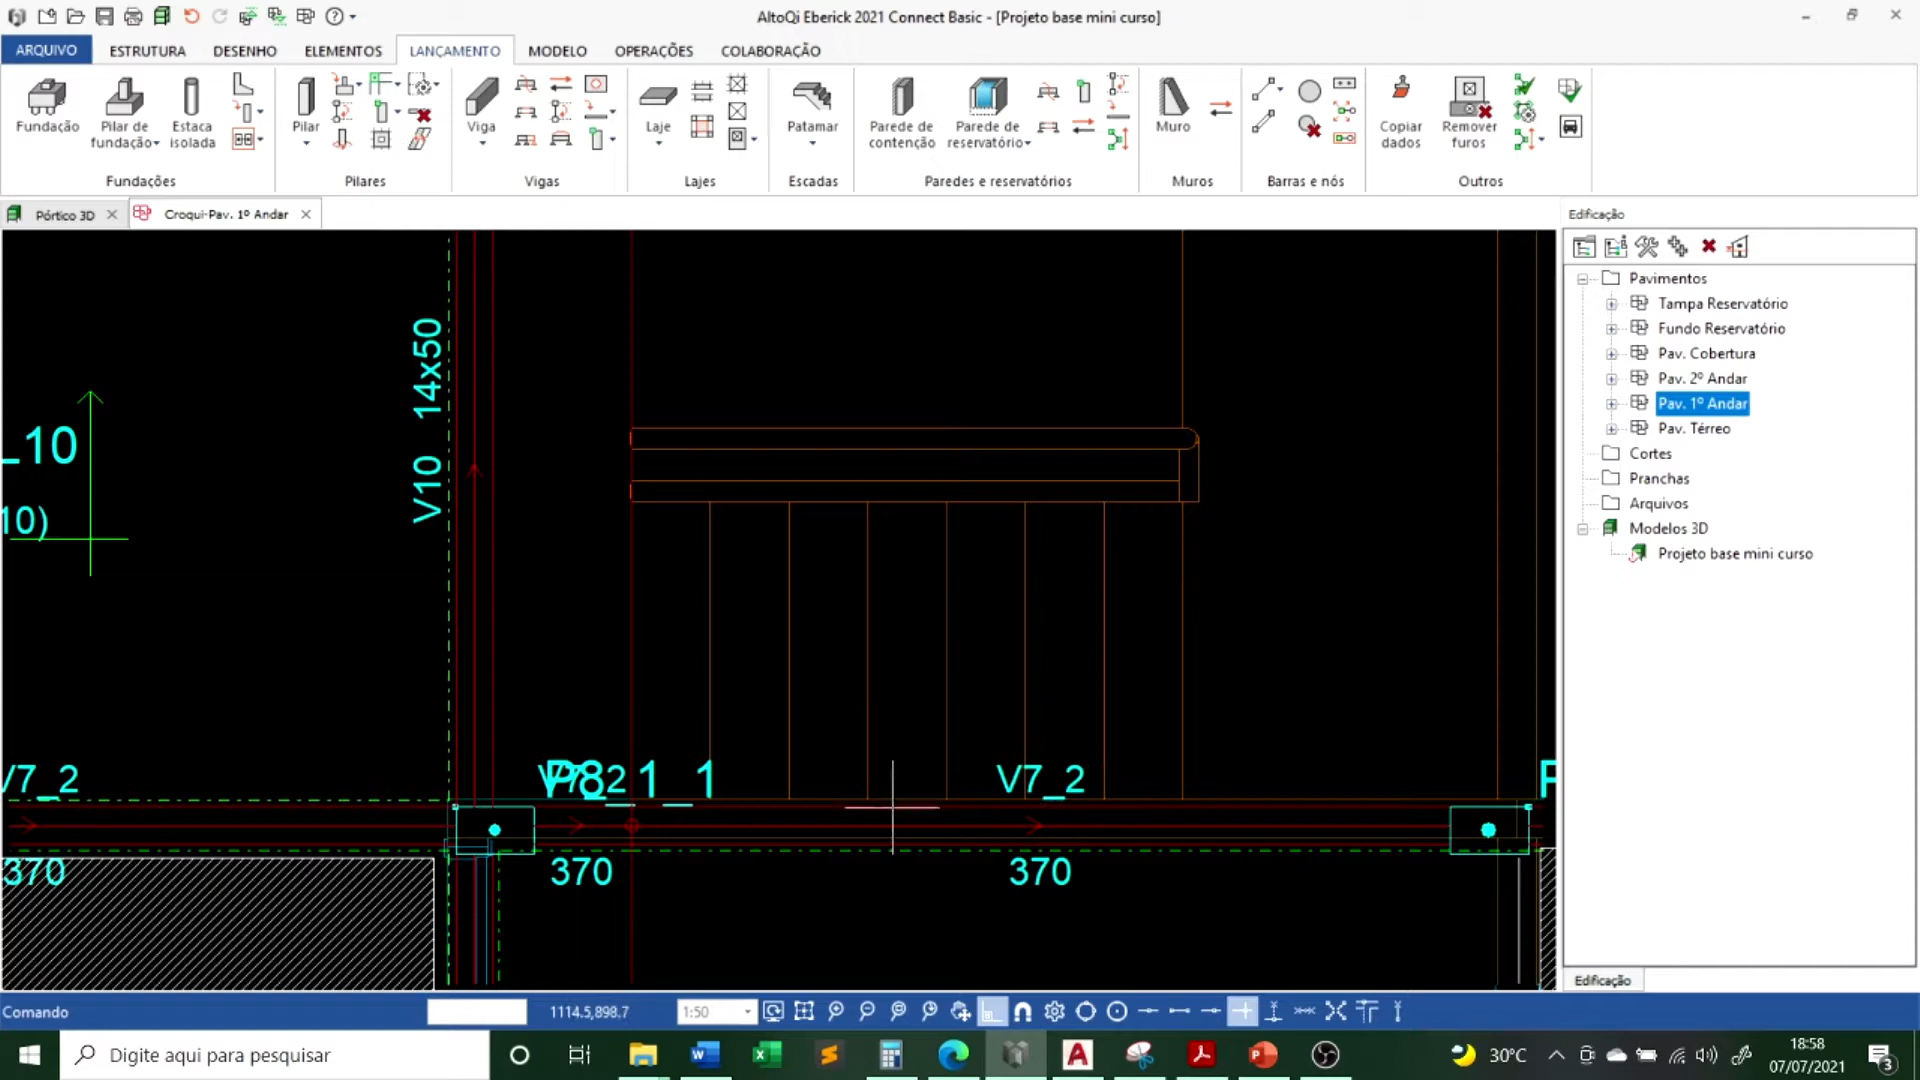 AltoQi Eberick 2021 Connect Basic - [Projeto base mini curso]
ARQUIVO ESTRUTURA DESENHO ELEMENTOS LANÇAMENTO MODELO OPERAÇÕES COLABORAÇÃO
Fundação
Pilar de fundação
Estaca isolada
Pilar
Viga
Laje
Patamar
Parede de contenção
Parede de reservatório
Muro
Copiar dados
Remover furos
Fundações Pilares Vigas Lajes Escadas Paredes e reservatórios Muros Barras e nós Outros
Pórtico 3D
Croqui-Pav. 1º Andar
Edificação
Pavimentos
Tampa Reservatório
Fundo Reservatório
Pav. Cobertura
Pav. 2º Andar
Pav. 1º Andar
Pav. Térreo
Cortes
Pranchas
Arquivos
Modelos 3D
Projeto base mini curso
Edificação
V10 14x50
_10
10)
V7_2
P8_1_1
V7_2
370
370
370
Comando
1114.5,898.7
1:50
Digite aqui para pesquisar
30°C
18:58
07/07/2021
3